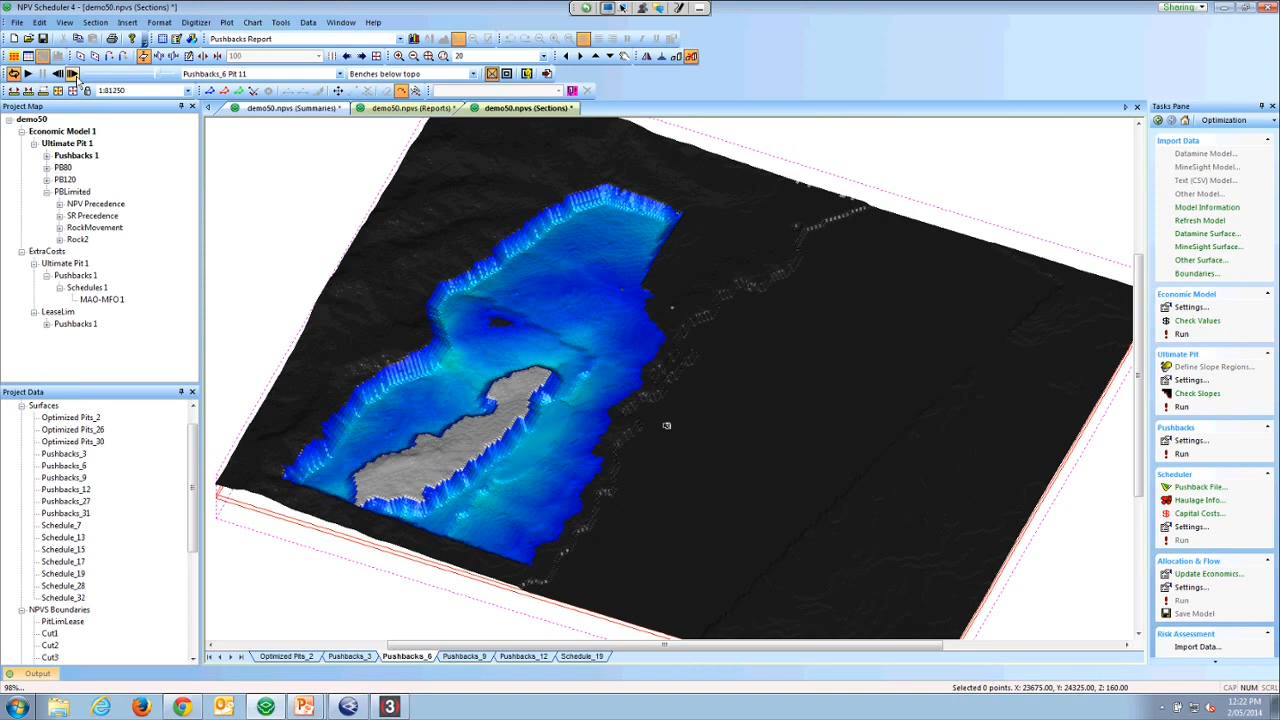 NPV Scheduler 4 - [demo50.npvs (Sections) *]
Sharing
File Edit View Section Insert Format Digitizer Plot Chart Tools Data Window Help
Pushbacks Report
100
20
Pushbacks_6 Pit 11
Benches below topo
1:81250
Project Map
demo50.npvs (Summaries) *
demo50.npvs (Reports) *
demo50.npvs (Sections) *
Tasks Pane
Optimization
demo50
Economic Model 1
Ultimate Pit 1
Pushbacks 1
PB80
PB120
PBLimited
NPV Precedence
SR Precedence
RockMovement
Rock2
ExtraCosts
Ultimate Pit 1
Pushbacks 1
Schedules 1
MAO-MFO 1
LeaseLim
Pushbacks 1
Project Data
Surfaces
Optimized Pits_2
Optimized Pits_26
Optimized Pits_30
Pushbacks_3
Pushbacks_6
Pushbacks_9
Pushbacks_12
Pushbacks_27
Pushbacks_31
Schedule_7
Schedule_13
Schedule_15
Schedule_17
Schedule_19
Schedule_28
Schedule_32
NPVS Boundaries
PitLimLease
Cut1
Cut2
Cut3
Import Data
Datamine Model...
MineSight Model...
Text (CSV) Model...
Other Model...
Model Information
Refresh Model
Datamine Surface...
MineSight Surface...
Other Surface...
Boundaries...
Economic Model
Settings...
Check Values
Run
Ultimate Pit
Define Slope Regions...
Settings...
Check Slopes
Run
Pushbacks
Settings...
Run
Scheduler
Pushback File...
Haulage Info...
Capital Costs...
Settings...
Run
Allocation & Flow
Update Economics...
Settings...
Run
Save Model
Risk Assessment
Import Data...
Optimized Pits_2 Pushbacks_3 Pushbacks_6 Pushbacks_9 Pushbacks_12 Schedule_19
Output
98%...
Selected 0 points. X: 23675.00, Y: 24325.00, Z: 160.00
CAP NUM SCRL
12:22 PM
2/05/2014